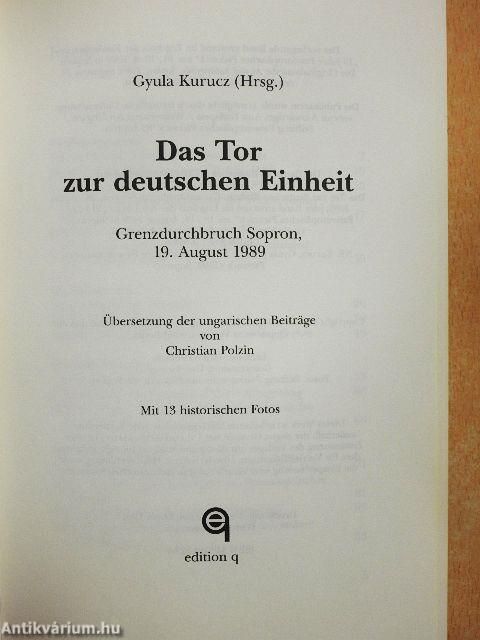 Gyula Kurucz (Hrsg.)
Das Tor
zur deutschen Einheit
Grenzdurchbruch Sopron,
19. August 1989
Übersetzung der ungarischen Beiträge
von
Christian Polzin
Mit 13 historischen Fotos
eq
edition q
Antikvárium.hu